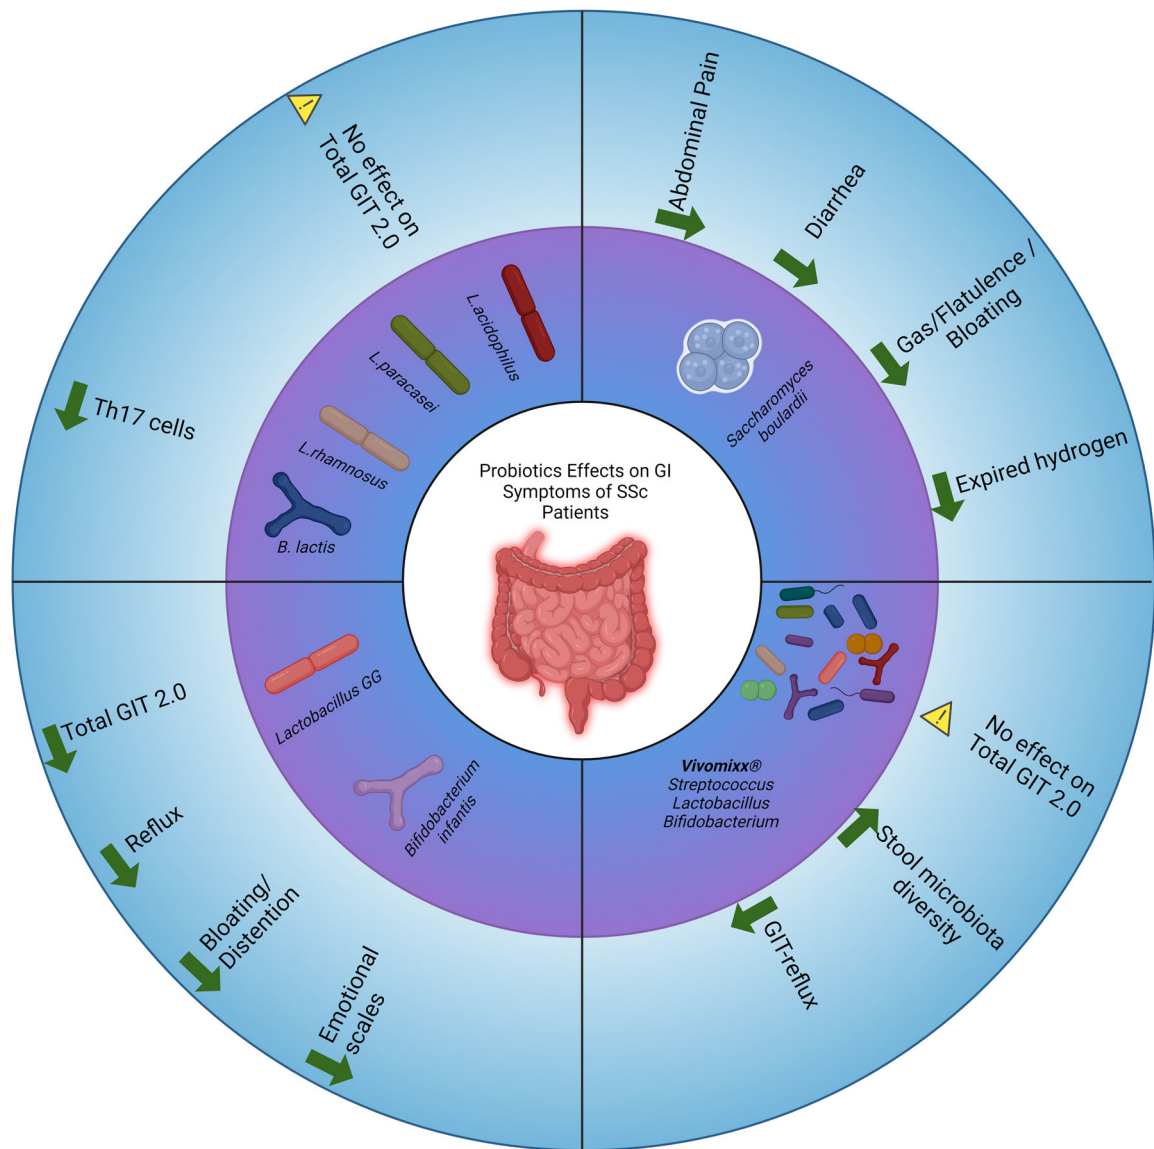 Probiotics Effects on GI
Symptoms of SSc
Patients
No effect on
Total GIT 2.0
Th17 cells
L.acidophilus
L.paracasei
L.rhamnosus
B. lactis
Abdominal Pain
Diarrhea
Gas/Flatulence /
Bloating
Expired hydrogen
Saccharomyces
boulardii
Total GIT 2.0
Reflux
Bloating/
Distention
Emotional
scales
Lactobacillus GG
Bifidobacterium
infantis
Vivomixx®
Streptococcus
Lactobacillus
Bifidobacterium
No effect on
Total GIT 2.0
Stool microbiota
diversity
GIT-reflux